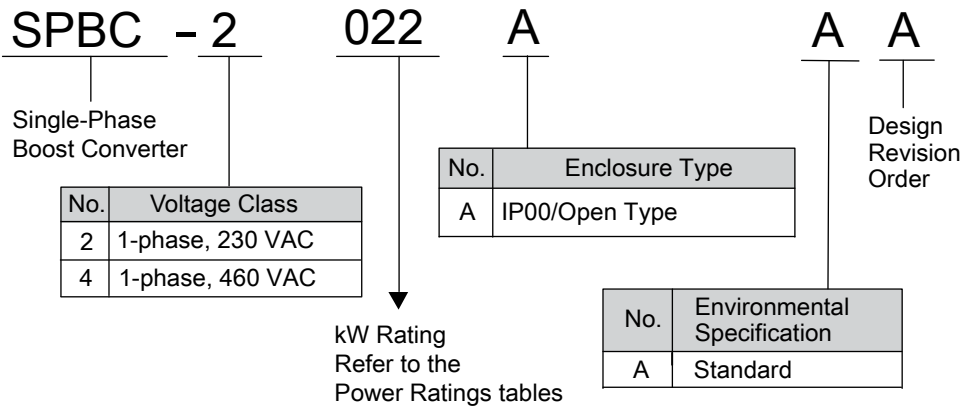 SPBC - 2 022 A A A
Single-Phase
Boost Converter
Design
Revision
Order
No. Enclosure Type
A IP00/Open Type
No. Voltage Class
2 1-phase, 230 VAC
4 1-phase, 460 VAC
kW Rating
Refer to the
Power Ratings tables
No. Environmental
Specification
A Standard